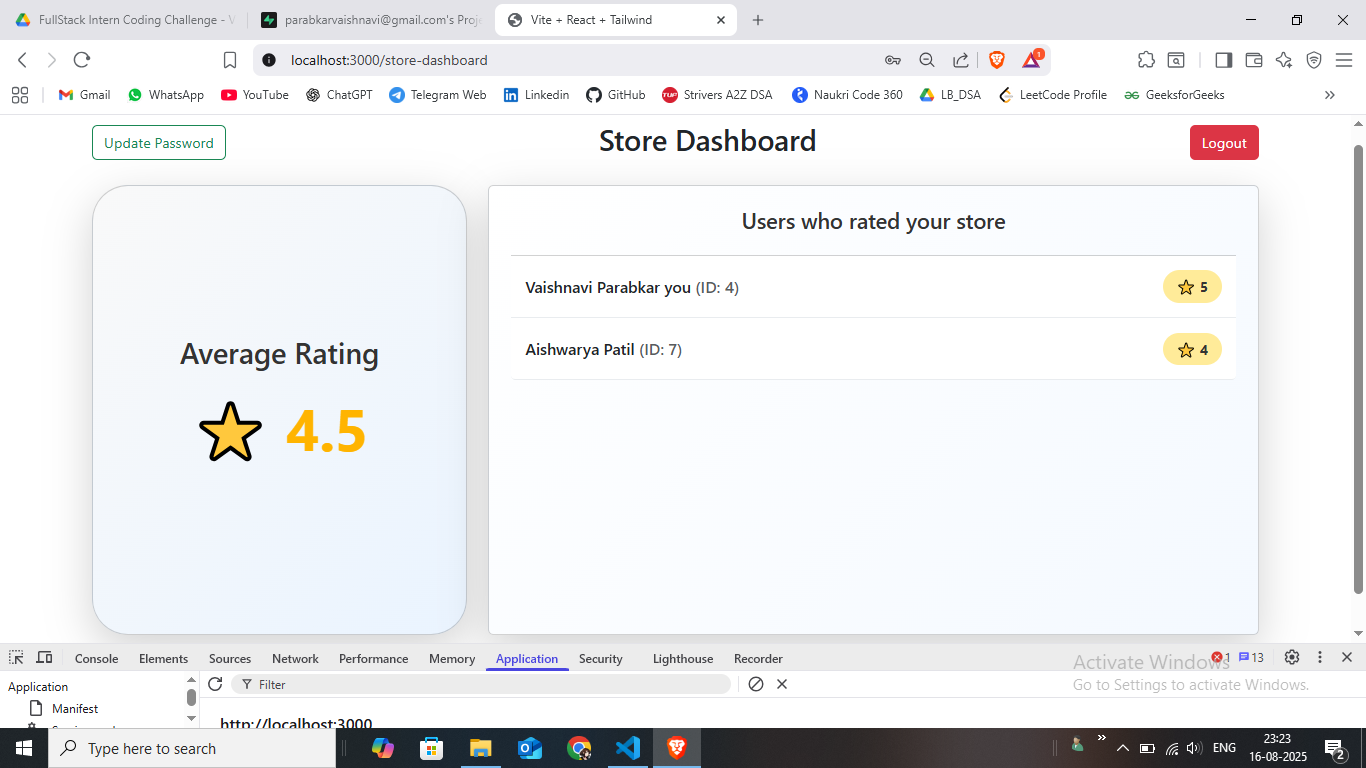 FullStack Intern Coding Challenge - V
parabkarvaishnavi@gmail.com's Proje
Vite + React + Tailwind
localhost:3000/store-dashboard
1
Gmail
WhatsApp
YouTube
ChatGPT
Telegram Web
Linkedin
GitHub
TUF
Strivers A2Z DSA
Naukri Code 360
LB_DSA
LeetCode Profile
GeeksforGeeks
Update Password
Store Dashboard
Logout
Average Rating
4.5
Users who rated your store
Vaishnavi Parabkar you (ID: 4)
5
Aishwarya Patil (ID: 7)
4
Console
Elements
Sources
Network
Performance
Memory
Application
Security
Lighthouse
Recorder
1
13
Activate Windows
Go to Settings to activate Windows.
Application
Manifest
Filter
http://localhost:3000
Type here to search
ENG
23:23
16-08-2025
2